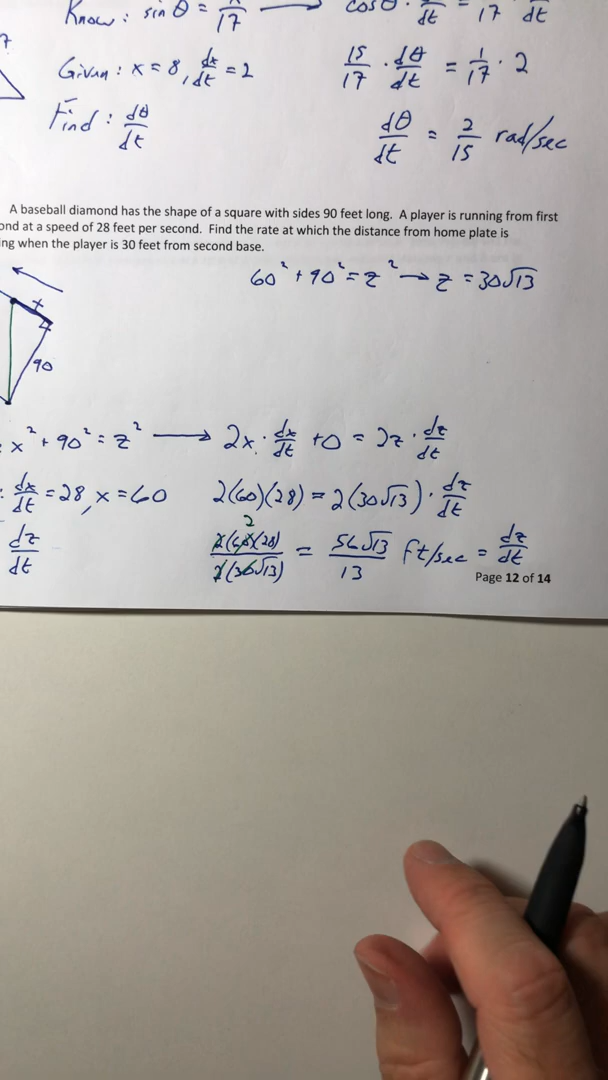 Know: sin θ = x/17 → cos θ · dθ/dt = 1/17 dx/dt
Given: x = 8, dx/dt = 2
15/17 · dθ/dt = 1/17 · 2
Find: dθ/dt
dθ/dt = 2/15 rad/sec
A baseball diamond has the shape of a square with sides 90 feet long. A player is running from first
ond at a speed of 28 feet per second. Find the rate at which the distance from home plate is
ng when the player is 30 feet from second base.
60² + 90² = z² → z = 30√13
x
90
: x² + 90² = z² → 2x · dx/dt + 0 = 2z · dz/dt
: dx/dt = 28, x = 60
2(60)(28) = 2(30√13) · dz/dt
dz/dt
2
2(60)(28)/2(30√13) = 56√13/13 ft/sec = dz/dt
Page 12 of 14